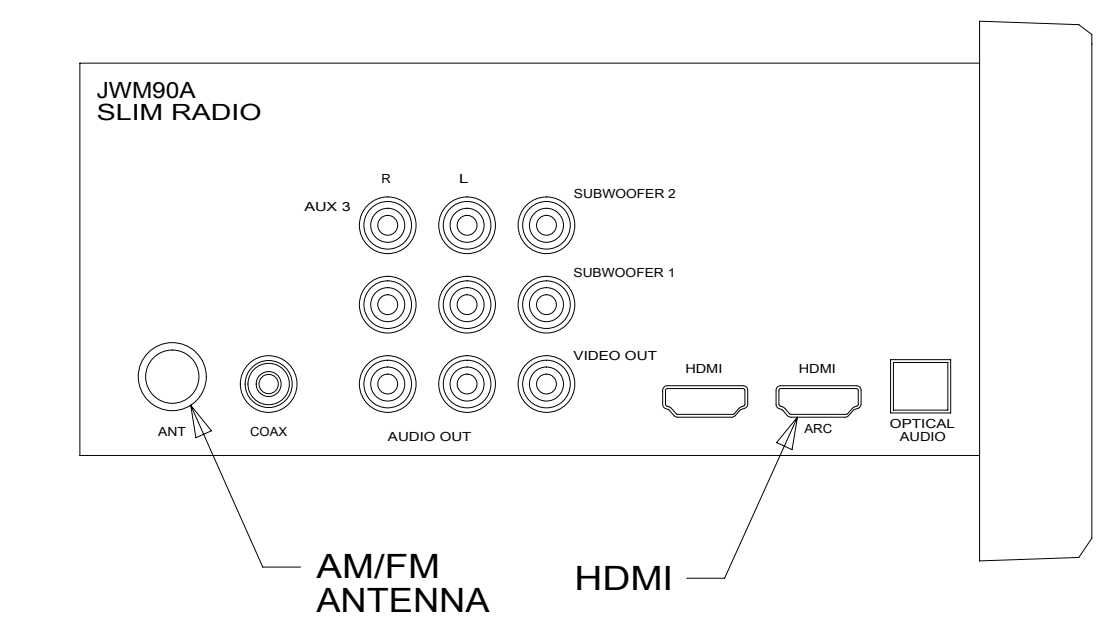 JWM90A
SLIM RADIO
R L
AUX 3
SUBWOOFER 2
SUBWOOFER 1
VIDEO OUT
HDMI HDMI
ANT COAX AUDIO OUT ARC OPTICAL
AUDIO
AM/FM
ANTENNA
HDMI